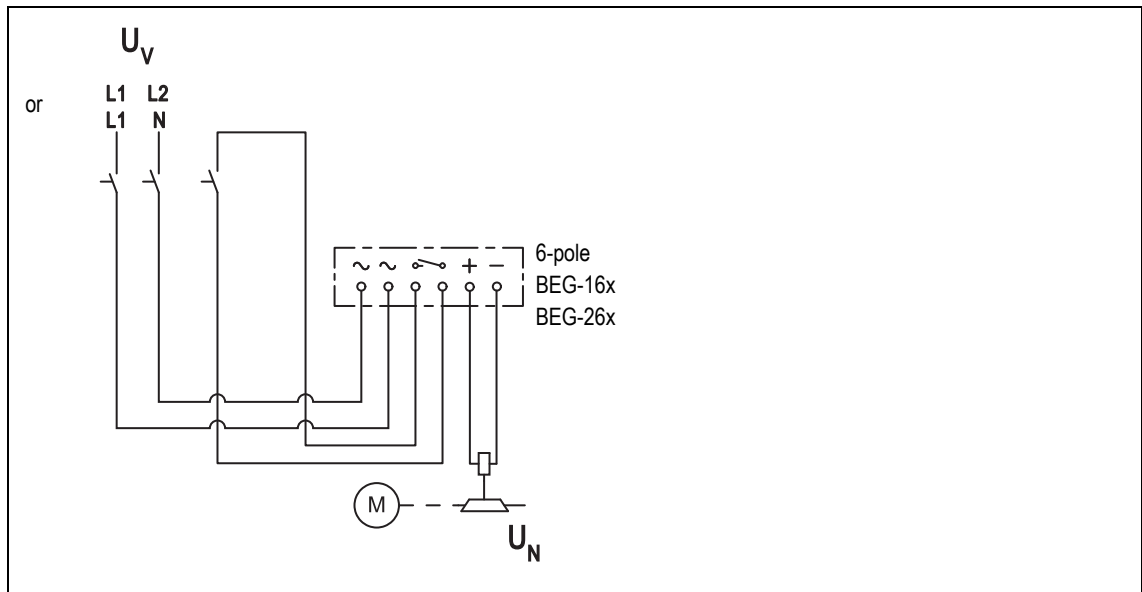 U_V
or
L1 L2
L1 N
6-pole
BEG-16x
BEG-26x
~ ~ + −
M
U_N